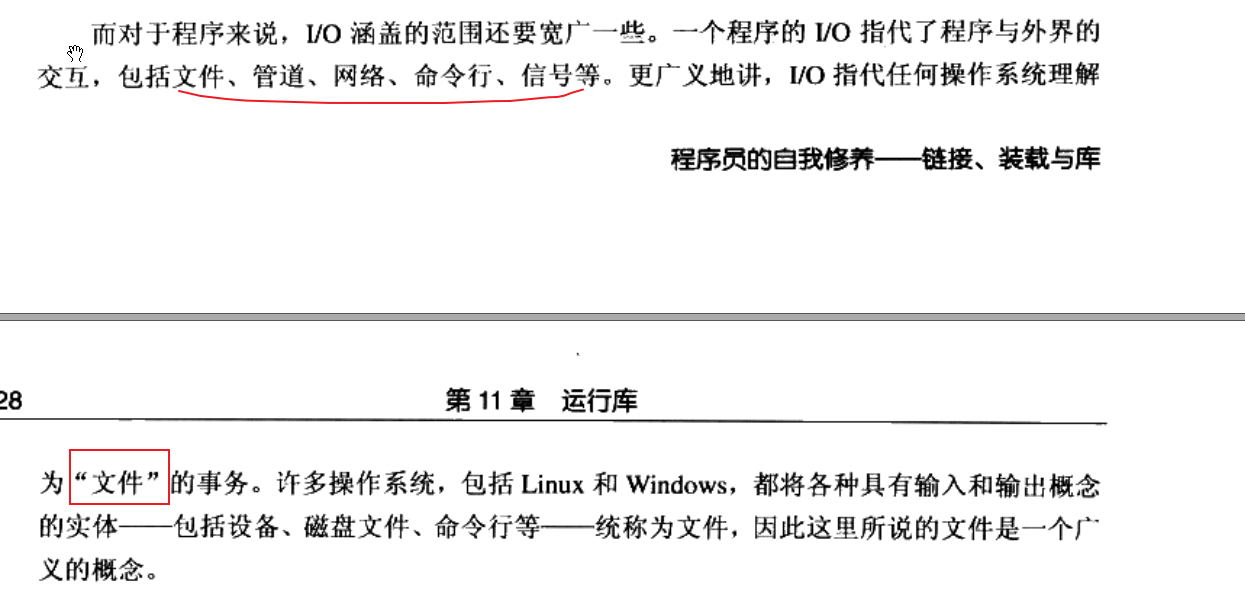 而对于程序来说，I/O 涵盖的范围还要宽广一些。一个程序的 I/O 指代了程序与外界的
交互，包括文件、管道、网络、命令行、信号等。更广义地讲，I/O 指代任何操作系统理解
程序员的自我修养——链接、装载与库
28
第 11 章 运行库
为“文件”的事务。许多操作系统，包括 Linux 和 Windows，都将各种具有输入和输出概念
的实体——包括设备、磁盘文件、命令行等——统称为文件，因此这里所说的文件是一个广
义的概念。